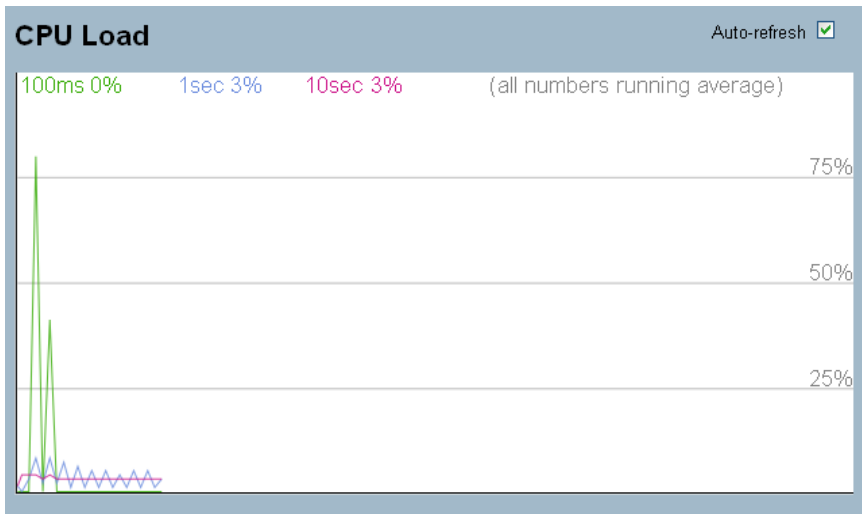 CPU Load
Auto-refresh
100ms 0% 1sec 3% 10sec 3% (all numbers running average)
75%
50%
25%